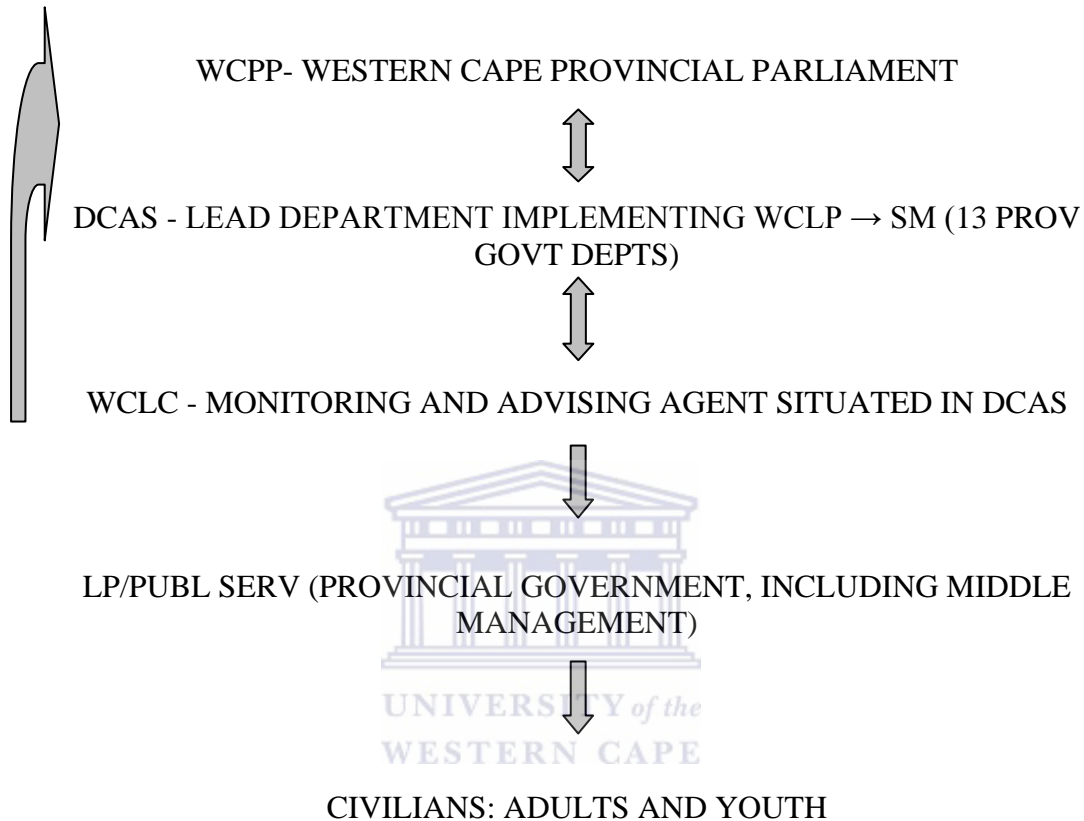 WCPP- WESTERN CAPE PROVINCIAL PARLIAMENT
DCAS - LEAD DEPARTMENT IMPLEMENTING WCLP → SM (13 PROV
GOVT DEPTS)
WCLC - MONITORING AND ADVISING AGENT SITUATED IN DCAS
LP/PUBL SERV (PROVINCIAL GOVERNMENT, INCLUDING MIDDLE
MANAGEMENT)
UNIVERSITY of the
WESTERN CAPE
CIVILIANS: ADULTS AND YOUTH